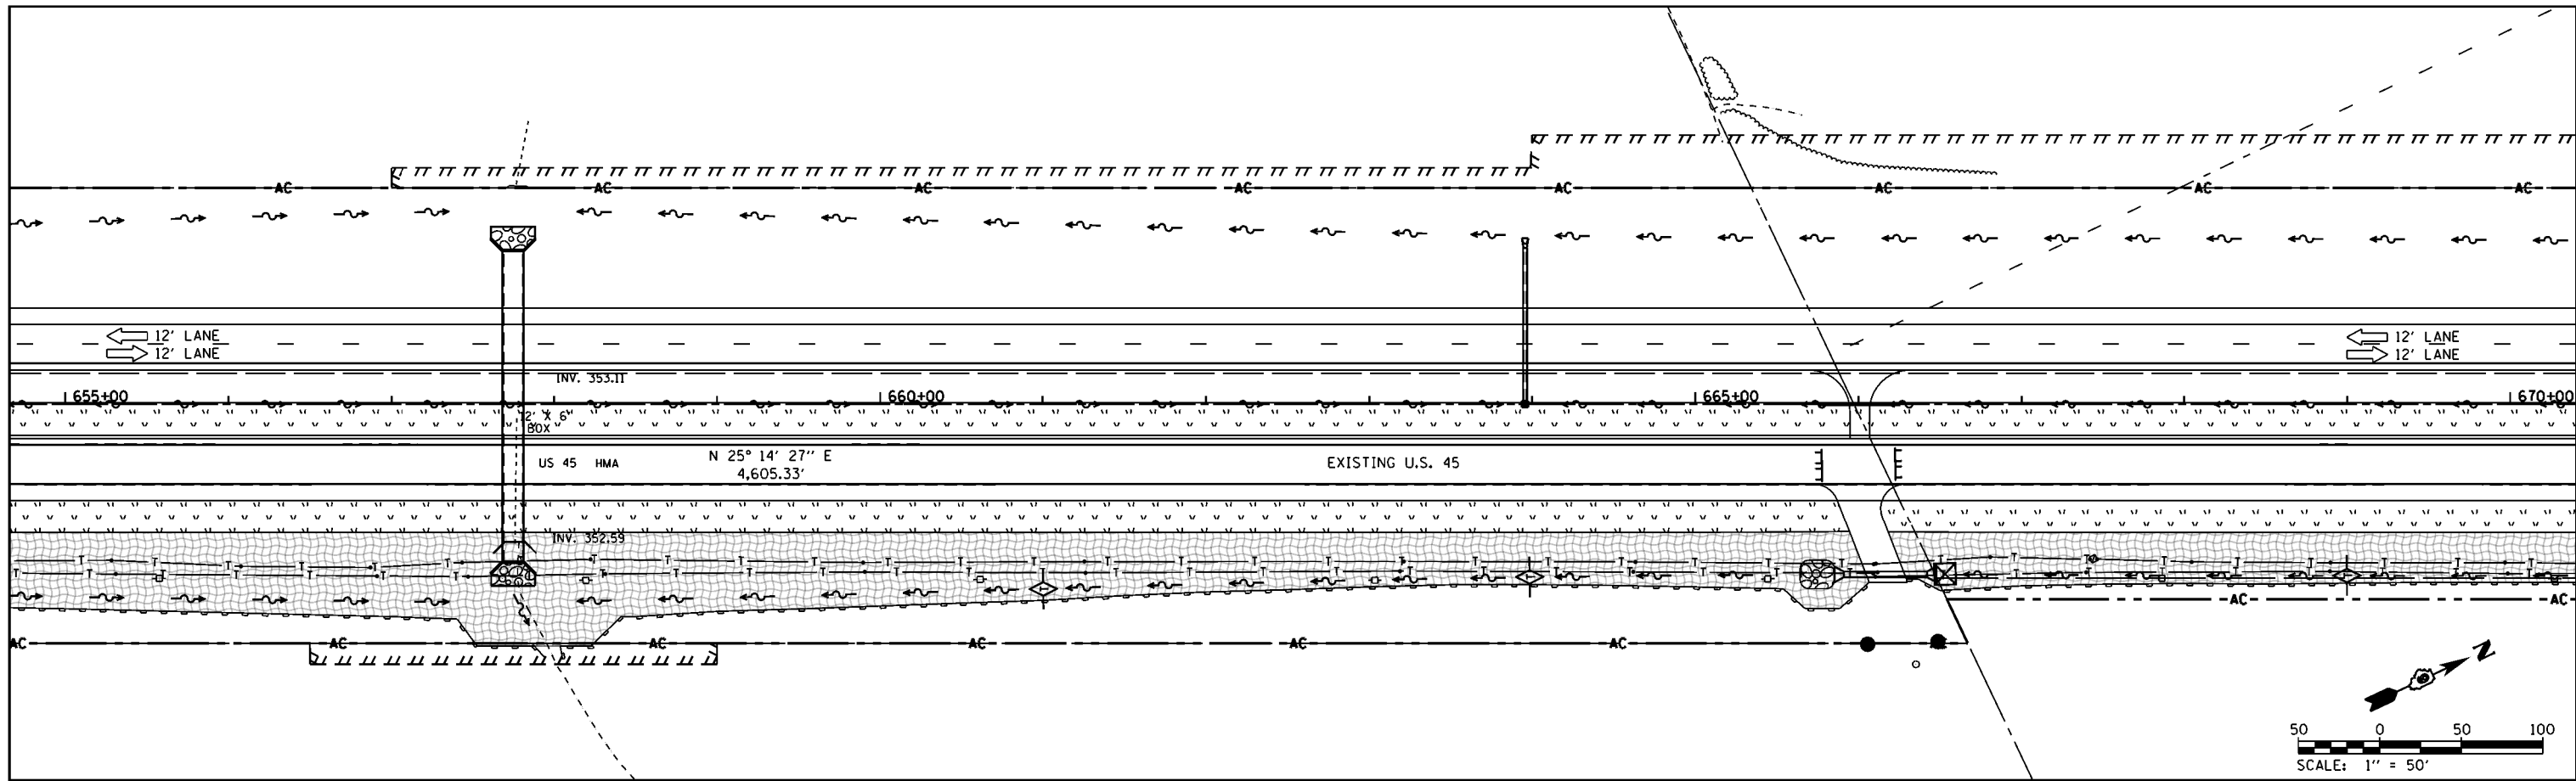 AC AC AC AC AC AC AC AC
12' LANE 12' LANE
12' LANE 12' LANE
INV. 353.11
655+00 660+00 665+00 670+00
12' X 6'
BOX
US 45 HMA N 25° 14' 27'' E EXISTING U.S. 45
4,605.33'
INV. 352.59
T T T T T T T T T T T T T T T T T T T T T T T T T T T
AC AC
AC AC AC AC AC AC
N
50 0 50 100
SCALE: 1'' = 50'